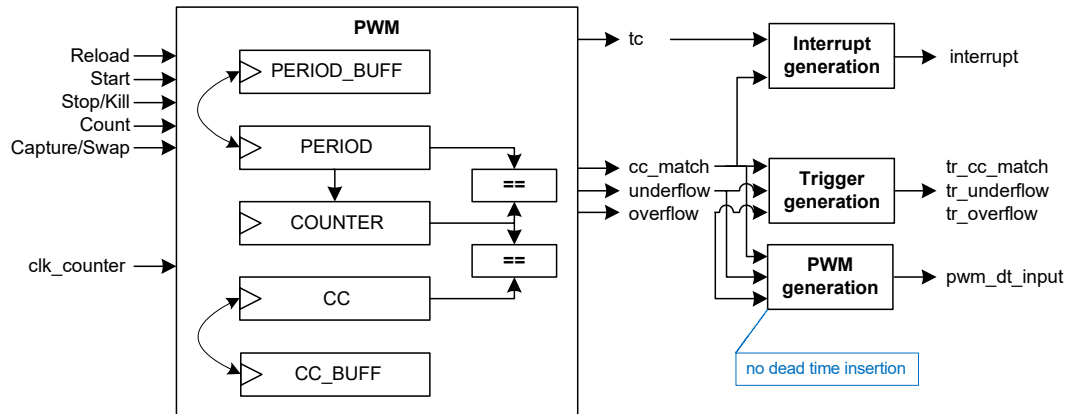 PWM
Reload
Start
Stop/Kill
Count
Capture/Swap
clk_counter
PERIOD_BUFF
PERIOD
==
COUNTER
==
CC
CC_BUFF
tc
cc_match
underflow
overflow
Interrupt
generation
interrupt
Trigger
generation
tr_cc_match
tr_underflow
tr_overflow
PWM
generation
pwm_dt_input
no dead time insertion